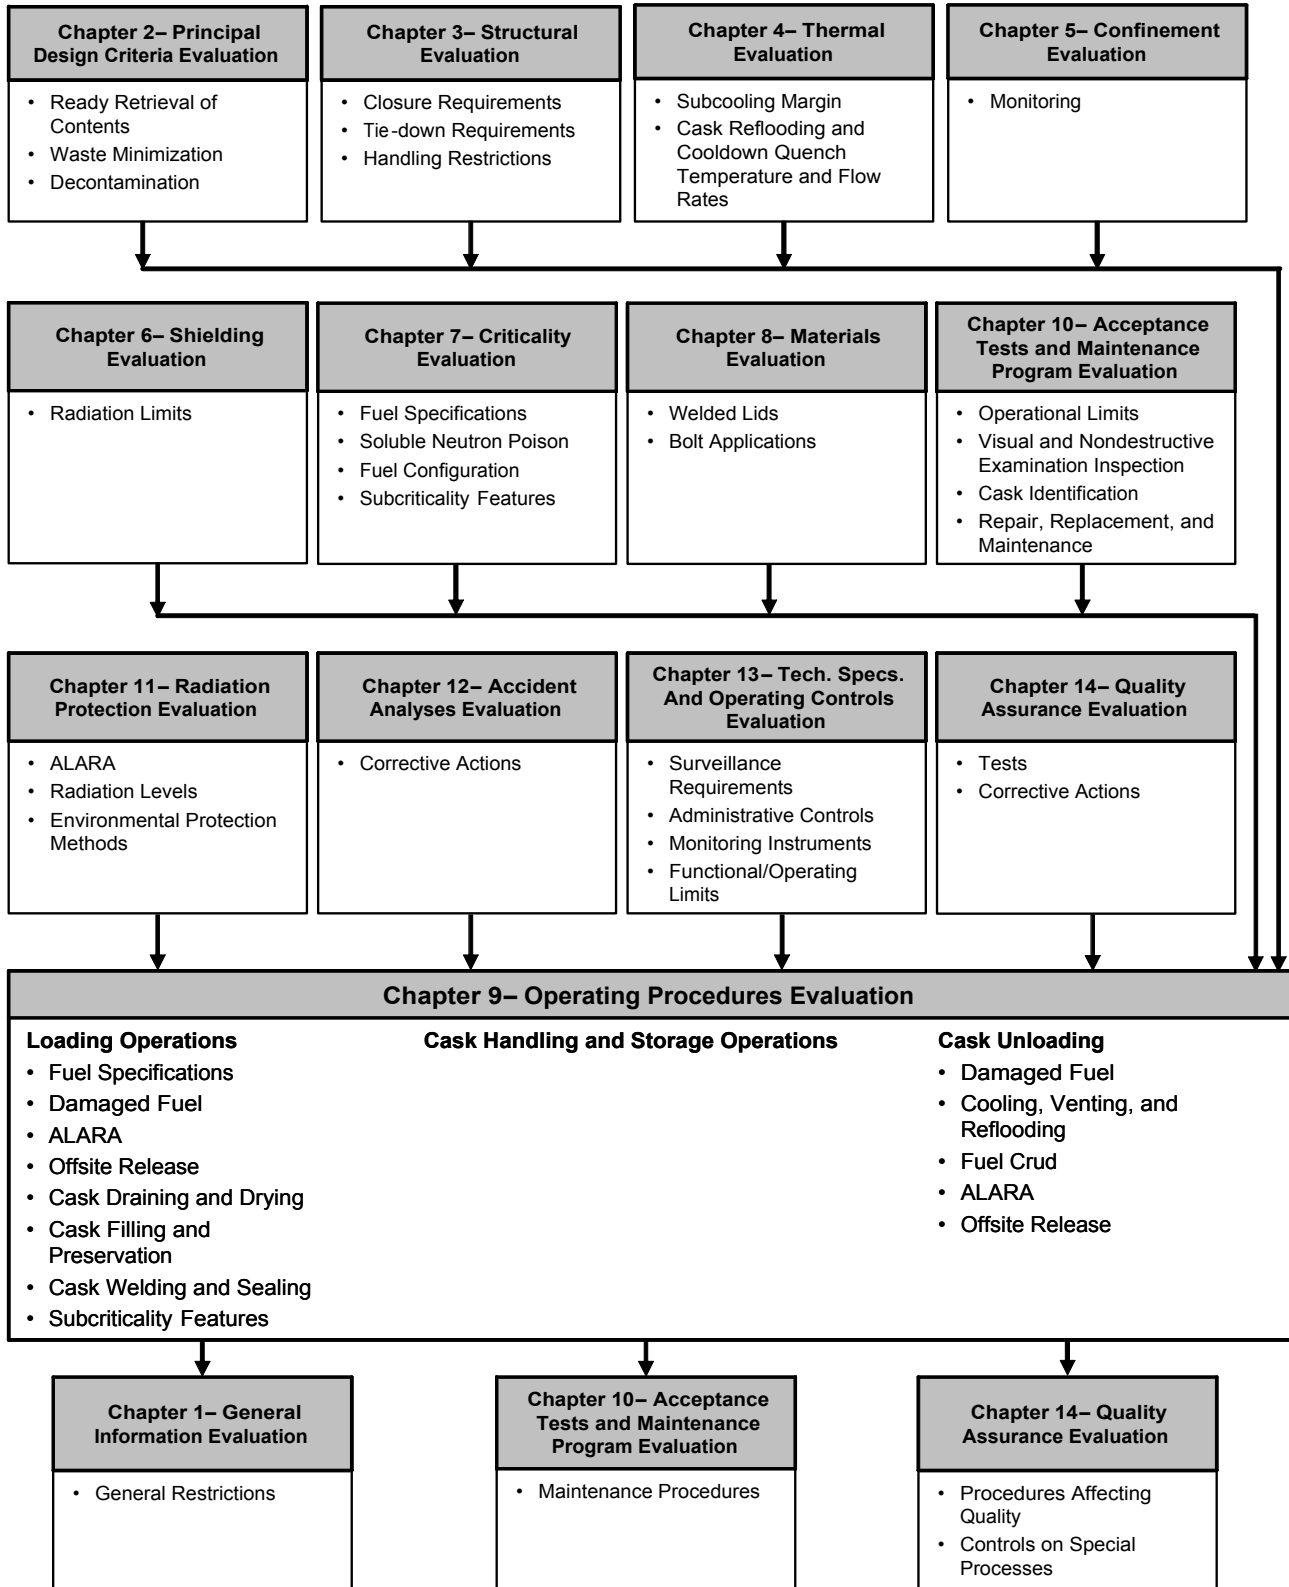 Chapter 2– Principal
Design Criteria Evaluation
• Ready Retrieval of
Contents
• Waste Minimization
• Decontamination
Chapter 3– Structural
Evaluation
• Closure Requirements
• Tie-down Requirements
• Handling Restrictions
Chapter 4– Thermal
Evaluation
• Subcooling Margin
• Cask Reflooding and
Cooldown Quench
Temperature and Flow
Rates
Chapter 5– Confinement
Evaluation
• Monitoring
Chapter 6– Shielding
Evaluation
• Radiation Limits
Chapter 7– Criticality
Evaluation
• Fuel Specifications
• Soluble Neutron Poison
• Fuel Configuration
• Subcriticality Features
Chapter 8– Materials
Evaluation
• Welded Lids
• Bolt Applications
Chapter 10– Acceptance
Tests and Maintenance
Program Evaluation
• Operational Limits
• Visual and Nondestructive
Examination Inspection
• Cask Identification
• Repair, Replacement, and
Maintenance
Chapter 11– Radiation
Protection Evaluation
• ALARA
• Radiation Levels
• Environmental Protection
Methods
Chapter 12– Accident
Analyses Evaluation
• Corrective Actions
Chapter 13– Tech. Specs.
And Operating Controls
Evaluation
• Surveillance
Requirements
• Administrative Controls
• Monitoring Instruments
• Functional/Operating
Limits
Chapter 14– Quality
Assurance Evaluation
• Tests
• Corrective Actions
Chapter 9– Operating Procedures Evaluation
Loading Operations
• Fuel Specifications
• Damaged Fuel
• ALARA
• Offsite Release
• Cask Draining and Drying
• Cask Filling and
Preservation
• Cask Welding and Sealing
• Subcriticality Features
Cask Handling and Storage Operations
Cask Unloading
• Damaged Fuel
• Cooling, Venting, and
Reflooding
• Fuel Crud
• ALARA
• Offsite Release
Chapter 1– General
Information Evaluation
• General Restrictions
Chapter 10– Acceptance
Tests and Maintenance
Program Evaluation
• Maintenance Procedures
Chapter 14– Quality
Assurance Evaluation
• Procedures Affecting
Quality
• Controls on Special
Processes